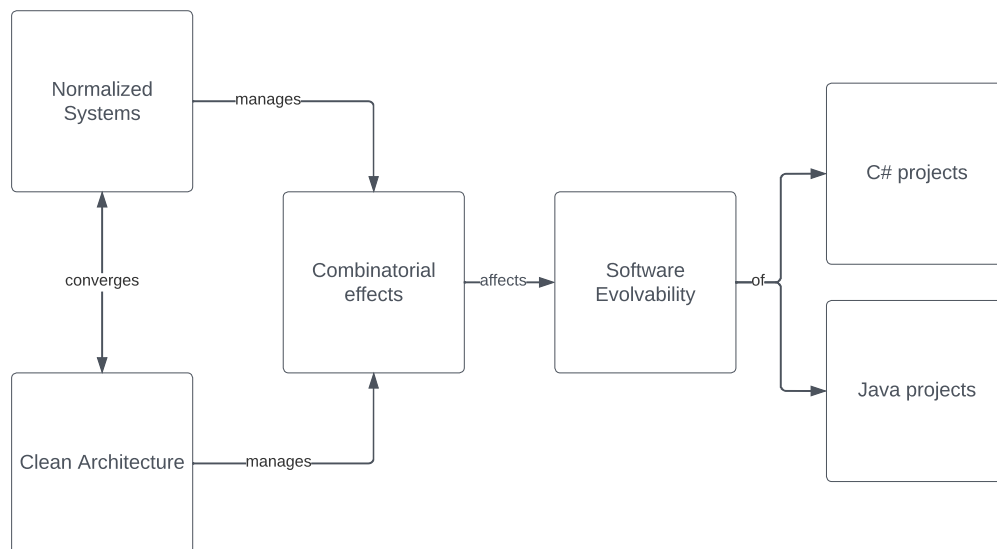 Normalized
Systems
manages
C# projects
converges
Combinatorial
effects
affects
Software
Evolvability
of
Java projects
Clean Architecture
manages